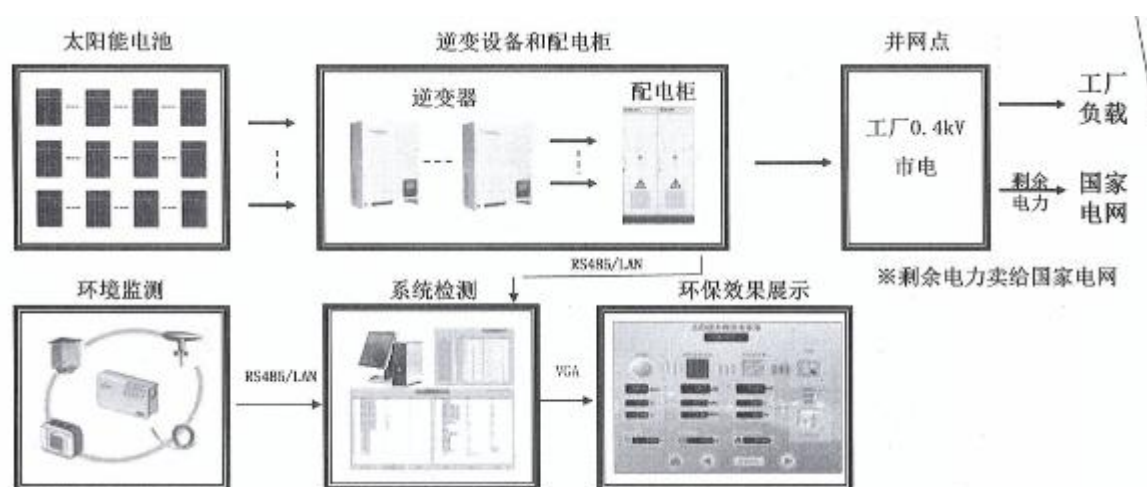 太阳能电池
逆变设备和配电柜
并网点
逆变器
配电柜
工厂0.4kV
市电
工厂
负载
剩余
电力
国家
电网
RS485/LAN
※剩余电力卖给国家电网
环境监测
系统检测
环保效果展示
RS485/LAN
VGA